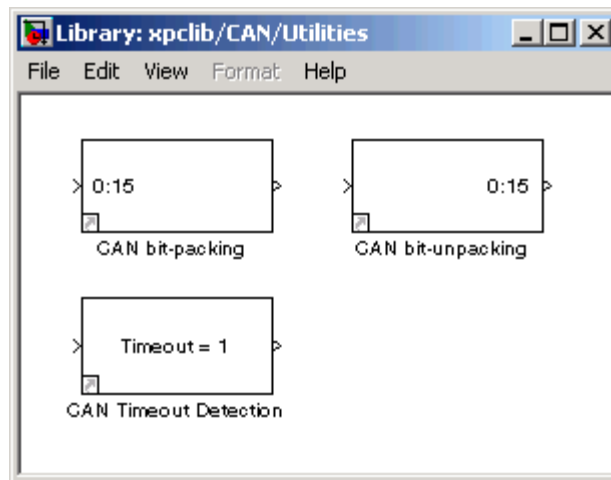 Library: xpclib/CAN/Utilities
File Edit View Format Help
0:15 0:15
CAN bit-packing CAN bit-unpacking
Timeout = 1
CAN Timeout Detection